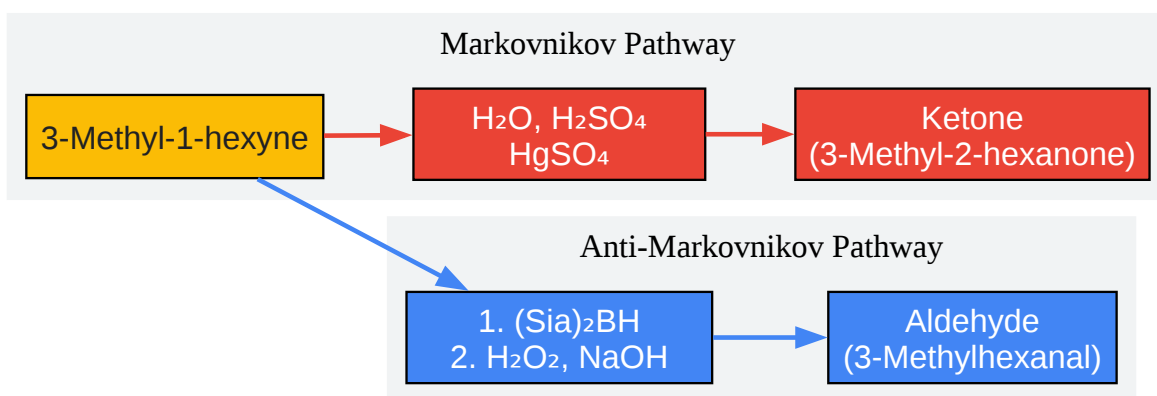 Markovnikov Pathway
3-Methyl-1-hexyne
H₂O, H₂SO₄
HgSO₄
Ketone
(3-Methyl-2-hexanone)
Anti-Markovnikov Pathway
1. (Sia)₂BH
2. H₂O₂, NaOH
Aldehyde
(3-Methylhexanal)